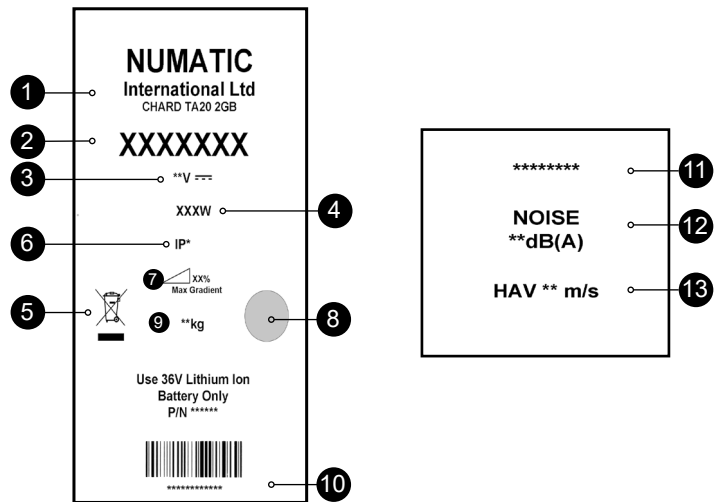 NUMATIC
International Ltd
CHARD TA20 2GB
1
2
XXXXXXX
3
**V
XXXW
4
6
IP*
7
XX%
Max Gradient
5
9
**kg
8
Use 36V Lithium Ion
Battery Only
P/N ******
************
10
********
11
NOISE
**dB(A)
12
HAV ** m/s
13